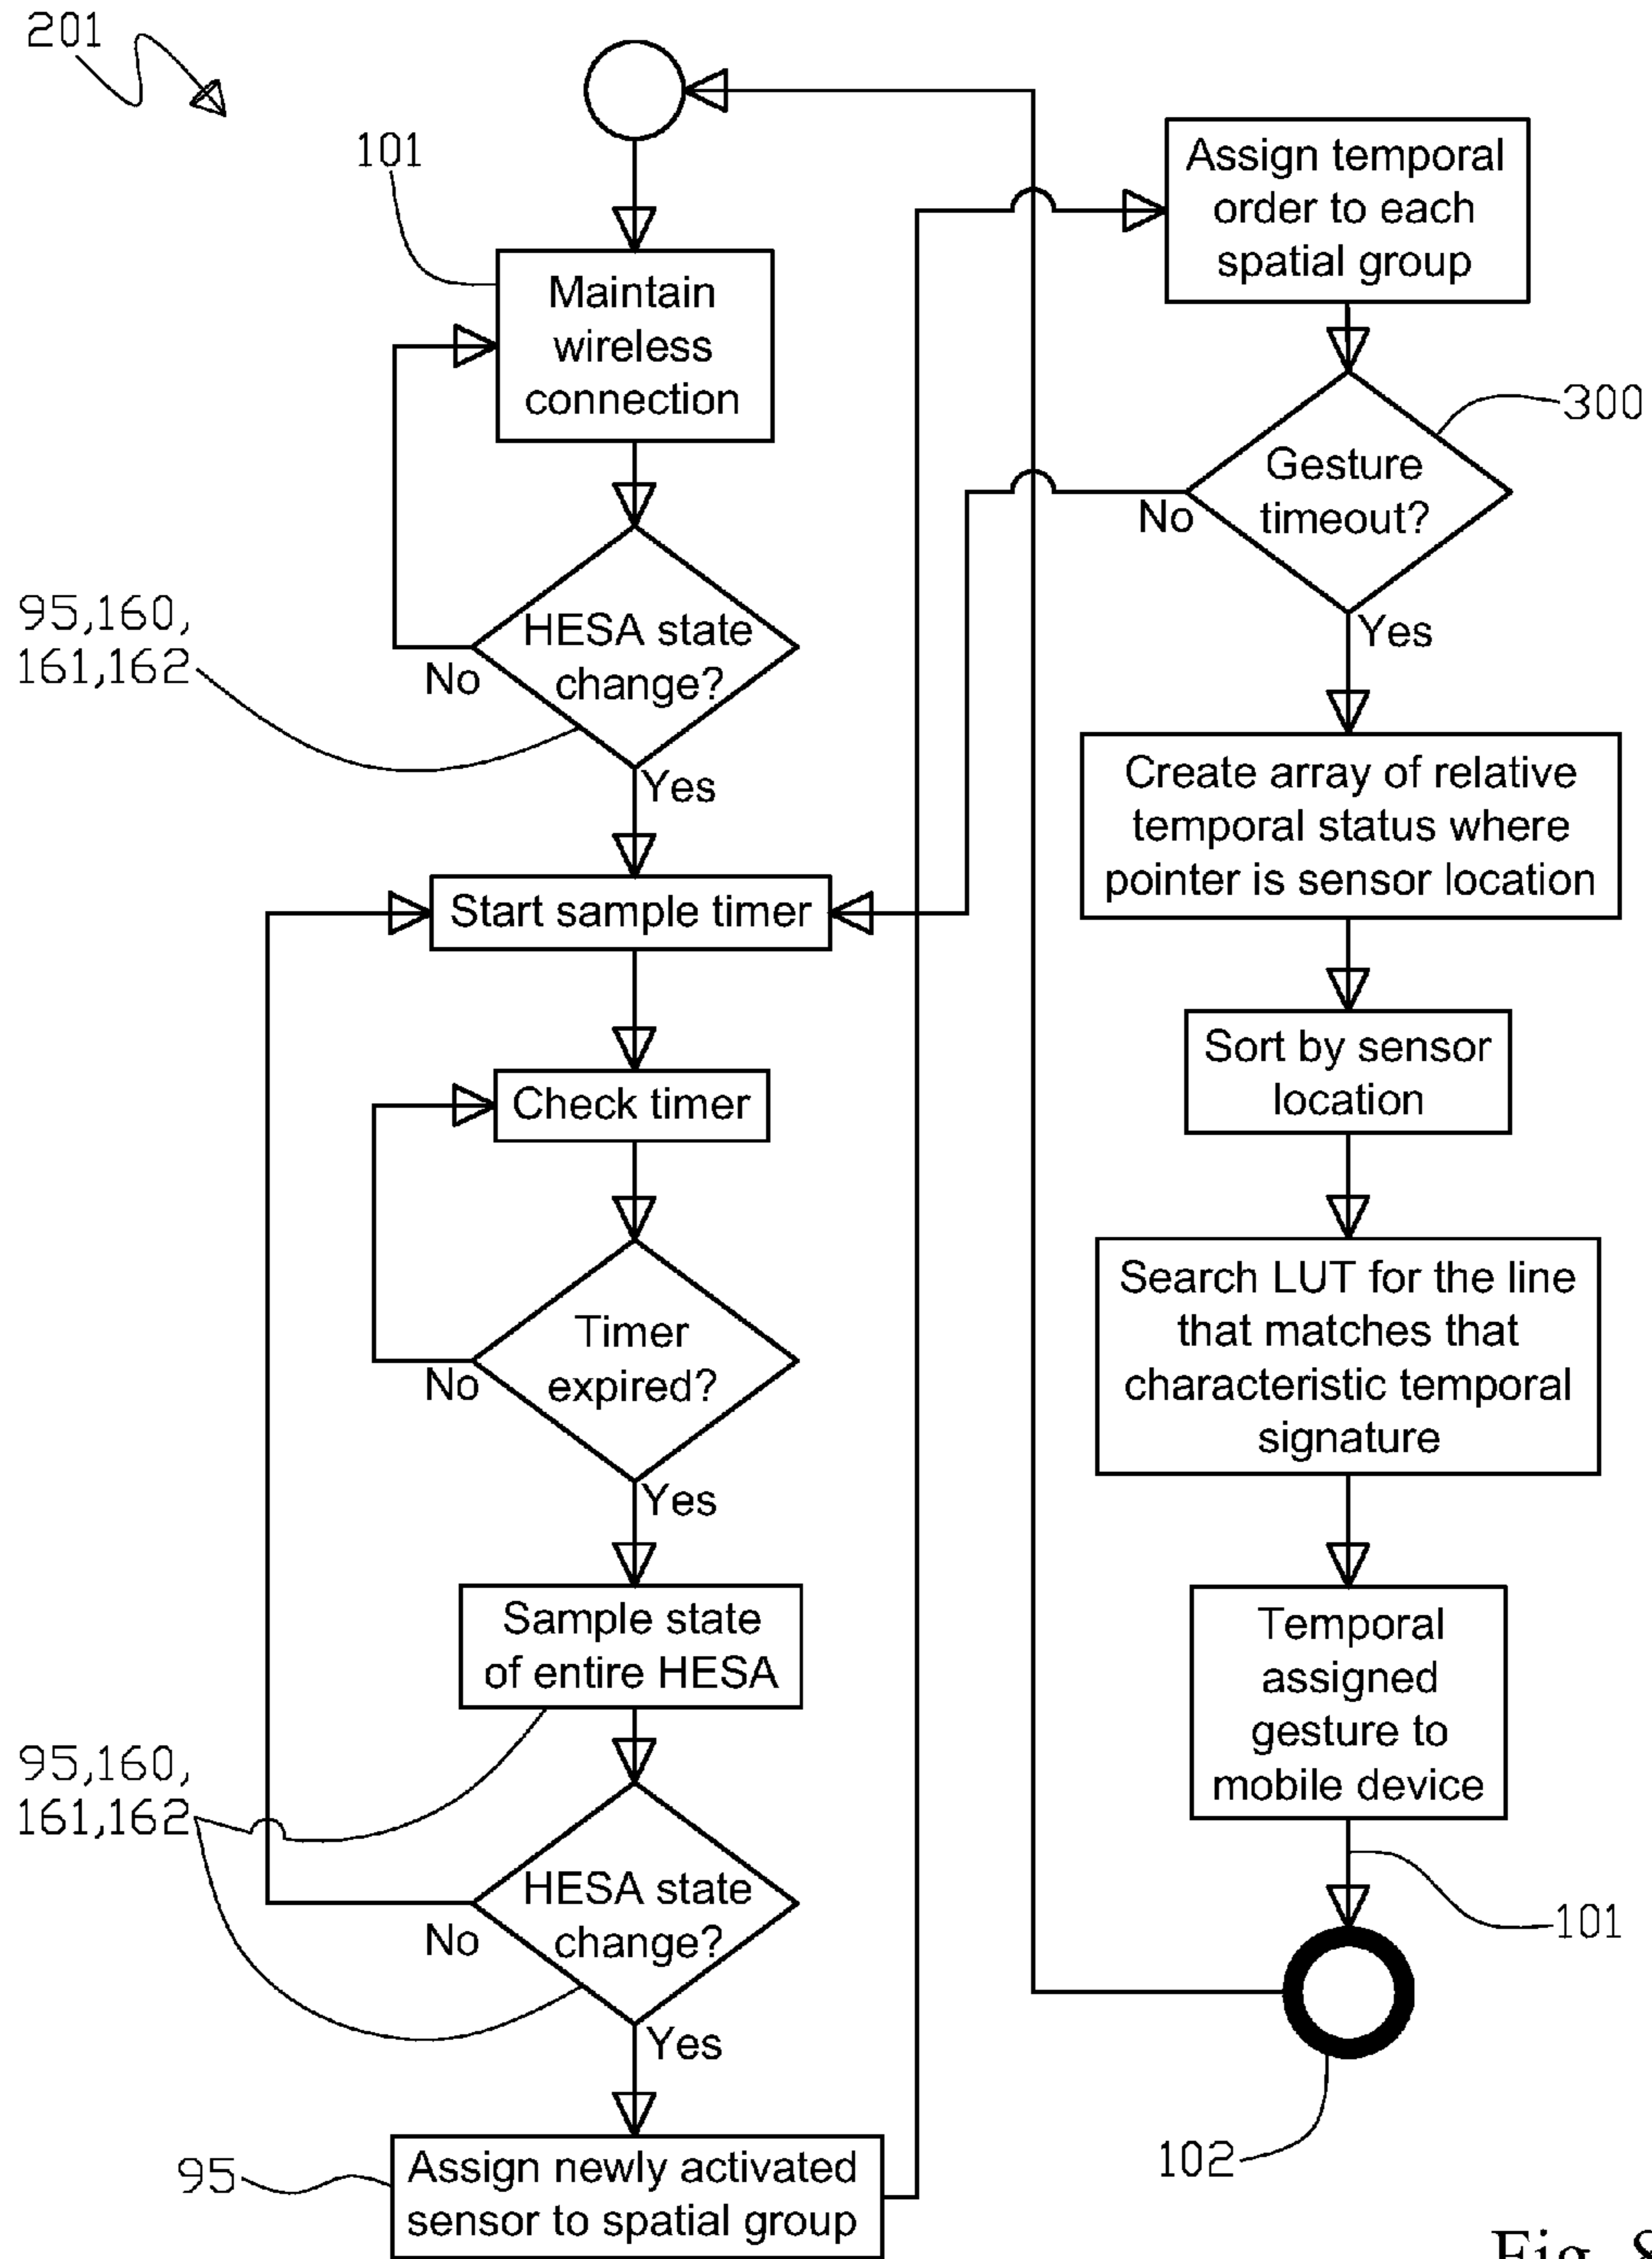 201
101
Maintain
wireless
connection
95,160,
161,162
HESA state
change?
No
Yes
Start sample timer
Check timer
Timer
expired?
No
Yes
Sample state
of entire HESA
95,160,
161,162
HESA state
change?
No
Yes
95
Assign newly activated
sensor to spatial group
Assign temporal
order to each
spatial group
300
Gesture
timeout?
No
Yes
Create array of relative
temporal status where
pointer is sensor location
Sort by sensor
location
Search LUT for the line
that matches that
characteristic temporal
signature
Temporal
assigned
gesture to
mobile device
101
102
Fig. 8